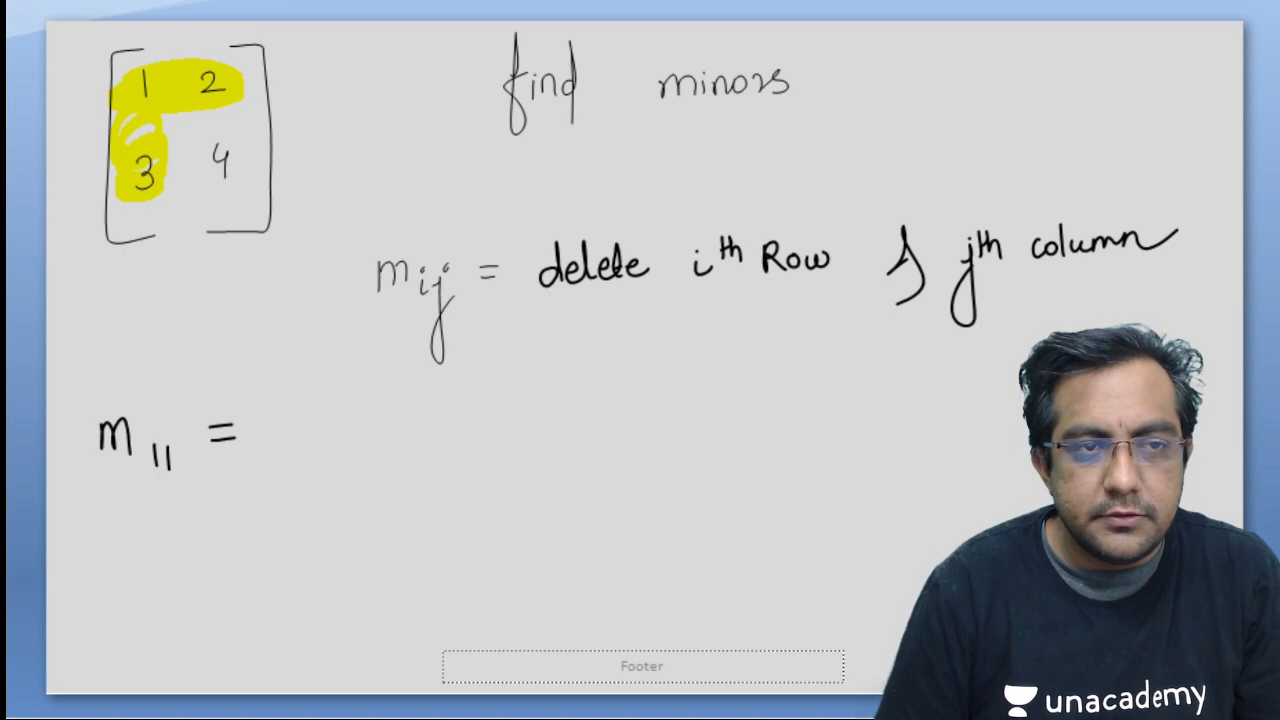 1 2
3 4
find minors
mij = delete ith Row & jth column
m11 =
Footer
unacademy